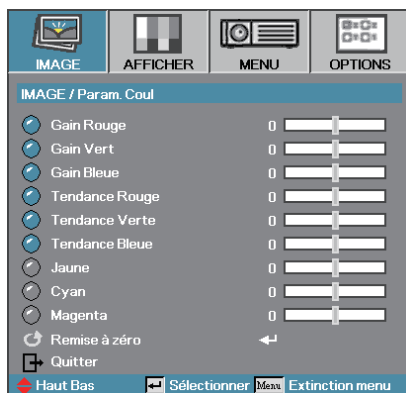 IMAGE AFFICHER MENU OPTIONS
IMAGE / Param. Coul
Gain Rouge 0
Gain Vert 0
Gain Bleue 0
Tendance Rouge 0
Tendance Verte 0
Tendance Bleue 0
Jaune 0
Cyan 0
Magenta 0
Remise à zéro
Quitter
Haut Bas Sélectionner Menu Extinction menu